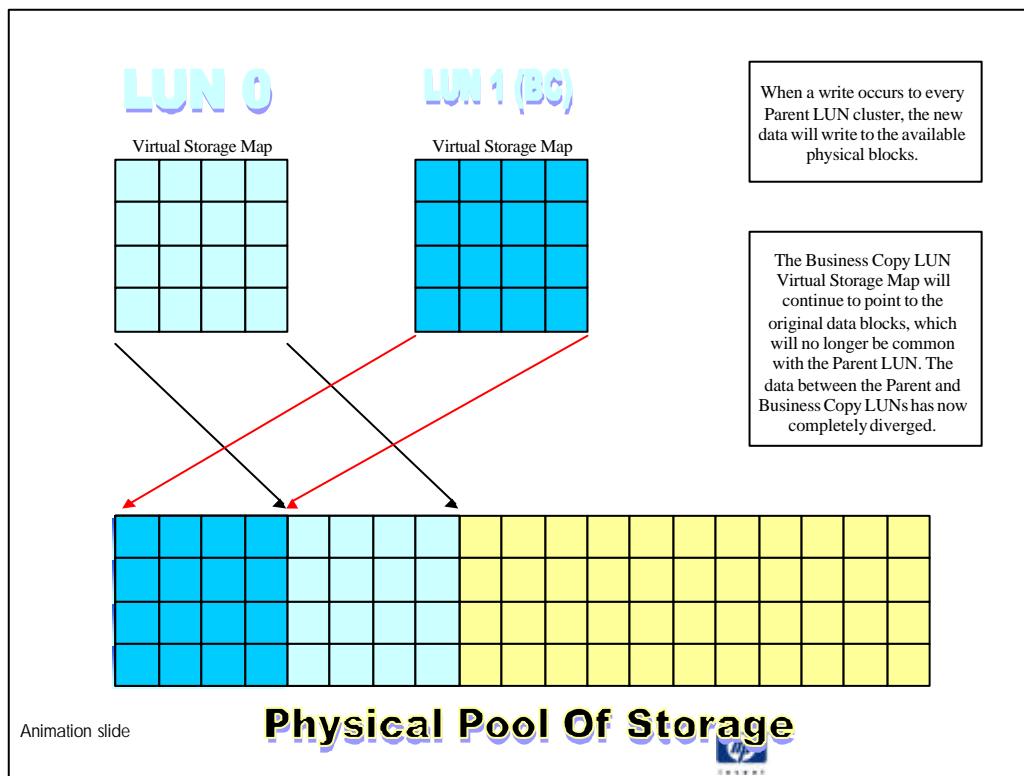 LUN 0
LUN 1 (BC)
Virtual Storage Map
Virtual Storage Map
When a write occurs to every
Parent LUN cluster, the new
data will write to the available
physical blocks.
The Business Copy LUN
Virtual Storage Map will
continue to point to the
original data blocks, which
will no longer be common
with the Parent LUN. The
data between the Parent and
Business Copy LUNs has now
completely diverged.
Physical Pool Of Storage
Animation slide
hp
invent